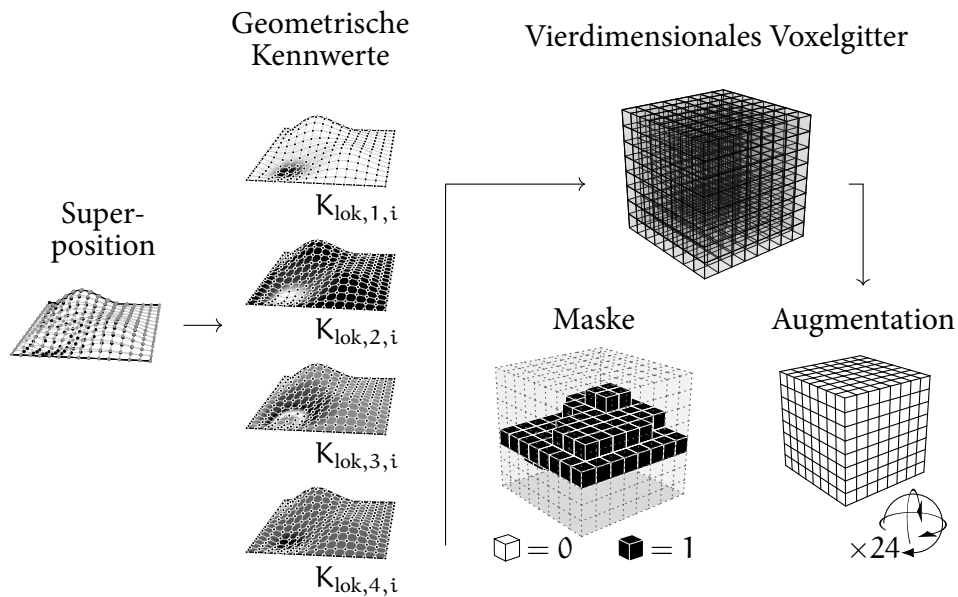 Super-
position
Geometrische
Kennwerte
K_lok,1,i
K_lok,2,i
K_lok,3,i
K_lok,4,i
Vierdimensionales Voxelgitter
Maske
= 0 = 1
Augmentation
×24